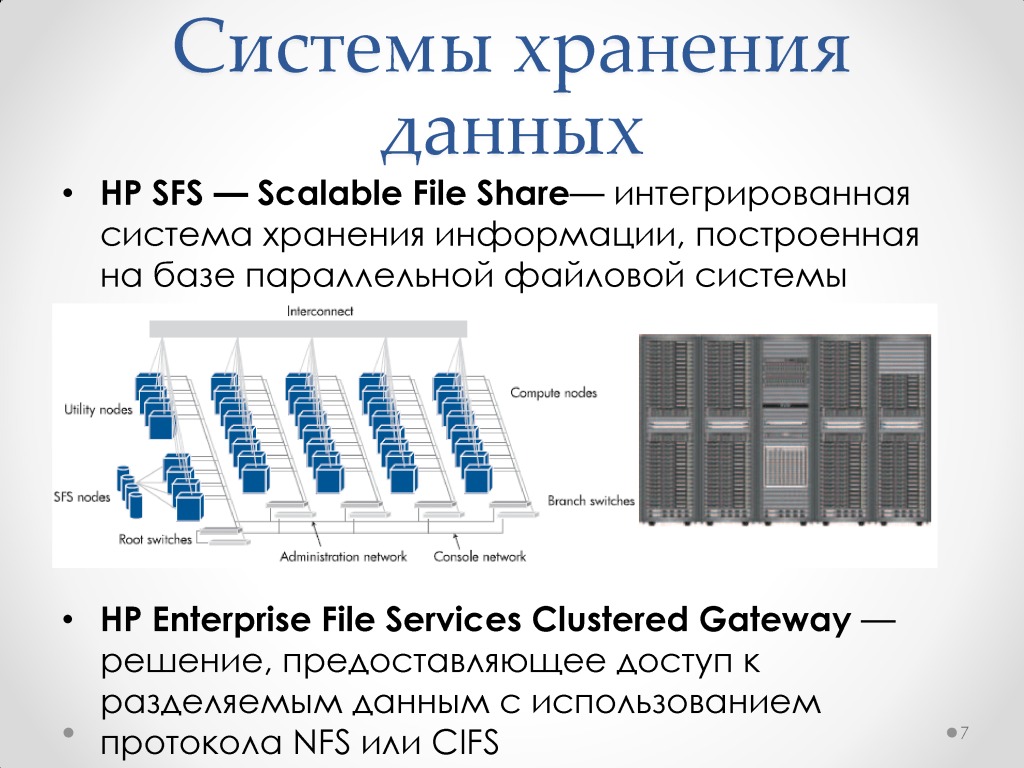 Системы хранения
данных
• HP SFS — Scalable File Share— интегрированная
система хранения информации, построенная
на базе параллельной файловой системы
Interconnect
Compute nodes
Utility nodes
SFS nodes
Branch switches
Root switches
Administration network
Console network
• HP Enterprise File Services Clustered Gateway —
решение, предоставляющее доступ к
разделяемым данным с использованием
протокола NFS или CIFS
7